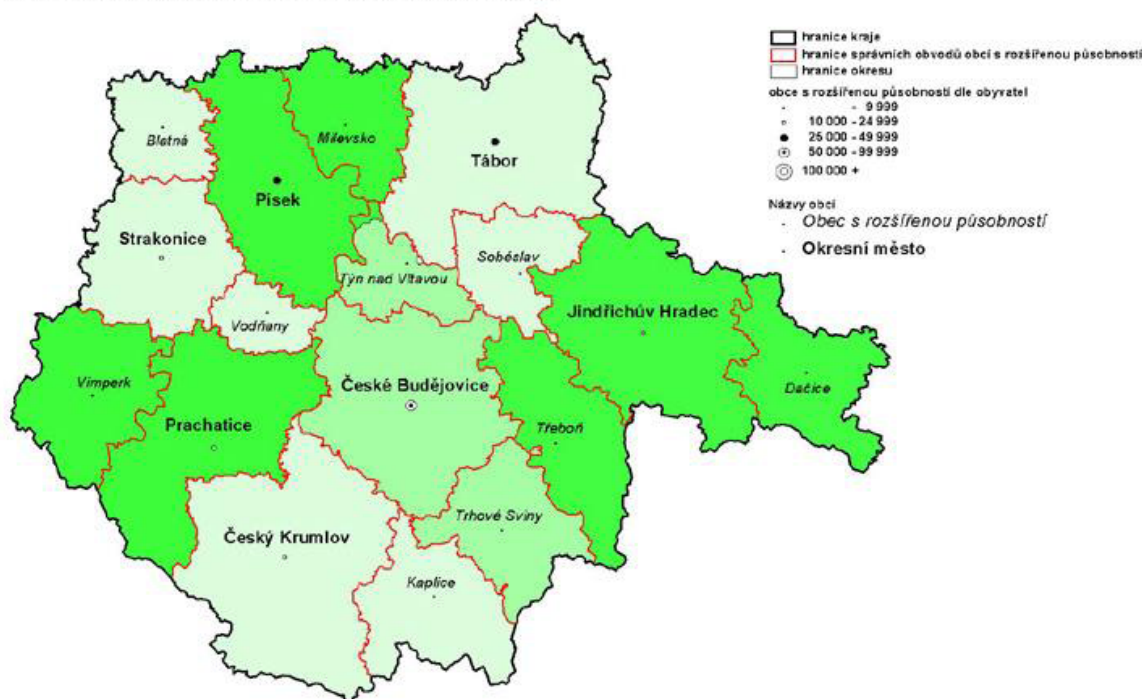 hranice kraje
hranice správních obvodů obcí s rozšířenou působností
hranice okresu
obce s rozšířenou působností dle obyvatel
- 9 999
10 000 - 24 999
25 000 - 49 999
50 000 - 99 999
100 000 +
Názvy obcí
Obec s rozšířenou působností
Okresní město
Blatná
Milevsko
Tábor
Písek
Strakonice
Týn nad Vltavou
Soběslav
Vodňany
Jindřichův Hradec
Vimperk
České Budějovice
Dačice
Prachatice
Třeboň
Trhové Sviny
Český Krumlov
Kaplice